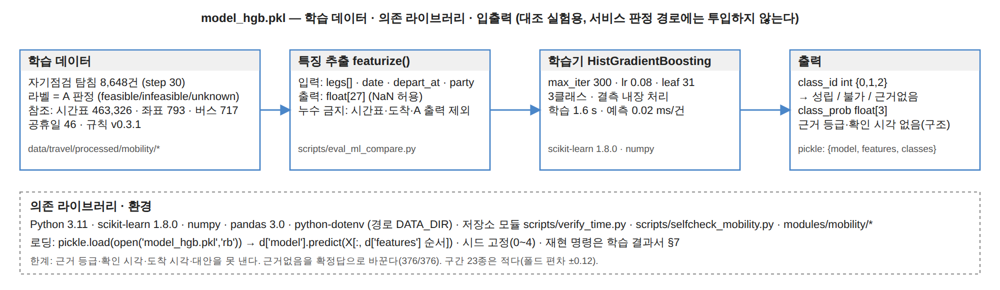 model_hgb.pkl — 학습 데이터 · 의존 라이브러리 · 입출력 (대조 실험용, 서비스 판정 경로에는 투입하지 않는다)
학습 데이터
자기점검 탐침 8,648건 (step 30)
라벨 = A 판정 (feasible/infeasible/unknown)
참조: 시간표 463,326 · 좌표 793 · 버스 717
공휴일 46 · 규칙 v0.3.1
data/travel/processed/mobility/*
특징 추출 featurize()
입력: legs[] · date · depart_at · party
출력: float[27] (NaN 허용)
누수 금지: 시간표·도착·A 출력 제외
scripts/eval_ml_compare.py
학습기 HistGradientBoosting
max_iter 300 · lr 0.08 · leaf 31
3클래스 · 결측 내장 처리
학습 1.6 s · 예측 0.02 ms/건
scikit-learn 1.8.0 · numpy
출력
class_id int {0,1,2}
→ 성립 / 불가 / 근거없음
class_prob float[3]
근거 등급·확인 시각 없음(구조)
pickle: {model, features, classes}
의존 라이브러리 · 환경
Python 3.11 · scikit-learn 1.8.0 · numpy · pandas 3.0 · python-dotenv (경로 DATA_DIR) · 저장소 모듈 scripts/verify_time.py · scripts/selfcheck_mobility.py · modules/mobility/*
로딩: pickle.load(open('model_hgb.pkl','rb')) → d['model'].predict(X[:, d['features'] 순서]) · 시드 고정(0~4) · 재현 명령은 학습 결과서 §7
한계: 근거 등급·확인 시각·도착 시각·대안을 못 낸다. 근거없음을 확정답으로 바꾼다(376/376). 구간 23종은 적다(폴드 편차 ±0.12).